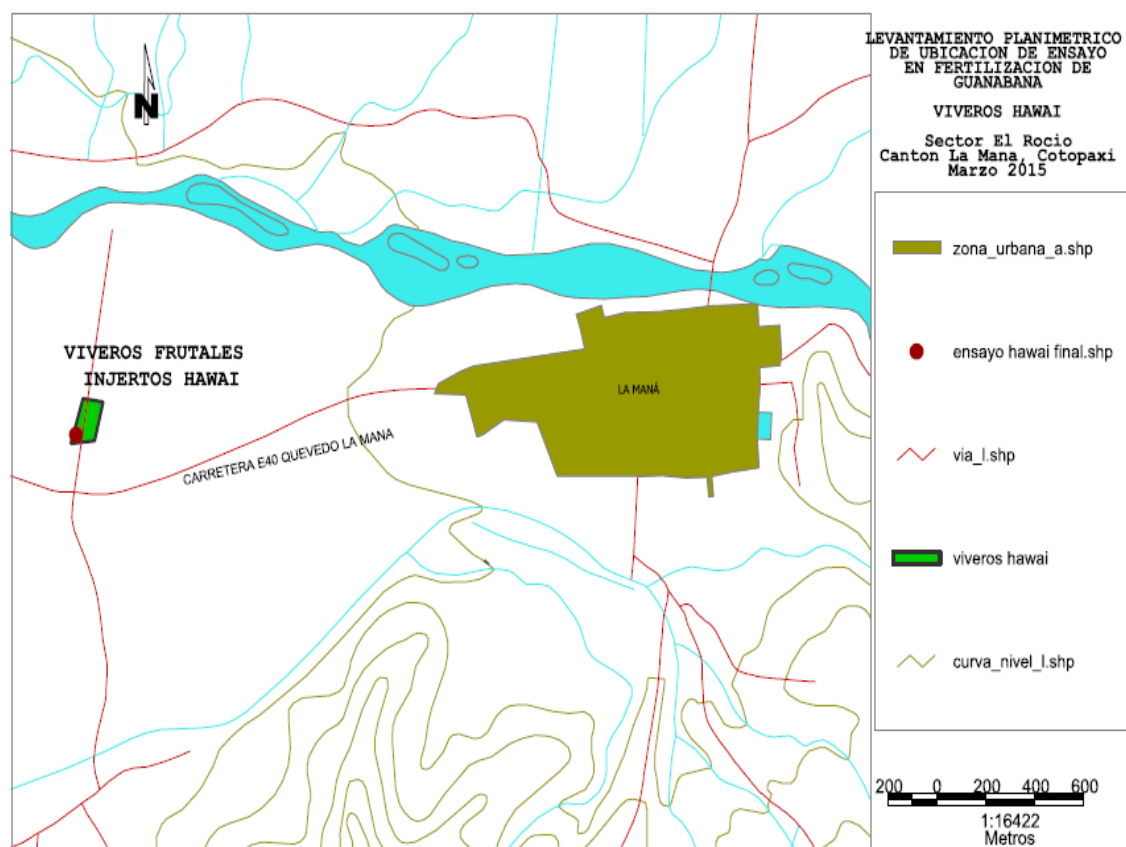 LEVANTAMIENTO PLANIMETRICO
DE UBICACION DE ENSAYO
EN FERTILIZACION DE
GUANABANA
VIVEROS HAWAI
Sector El Rocio
Canton La Mana, Cotopaxi
Marzo 2015
N
VIVEROS FRUTALES
INJERTOS HAWAI
LA MANÁ
CARRETERA E40 QUEVEDO LA MANA
zona_urbana_a.shp
ensayo hawai final.shp
via_l.shp
viveros hawai
curva_nivel_l.shp
200 0 200 400 600
1:16422
Metros